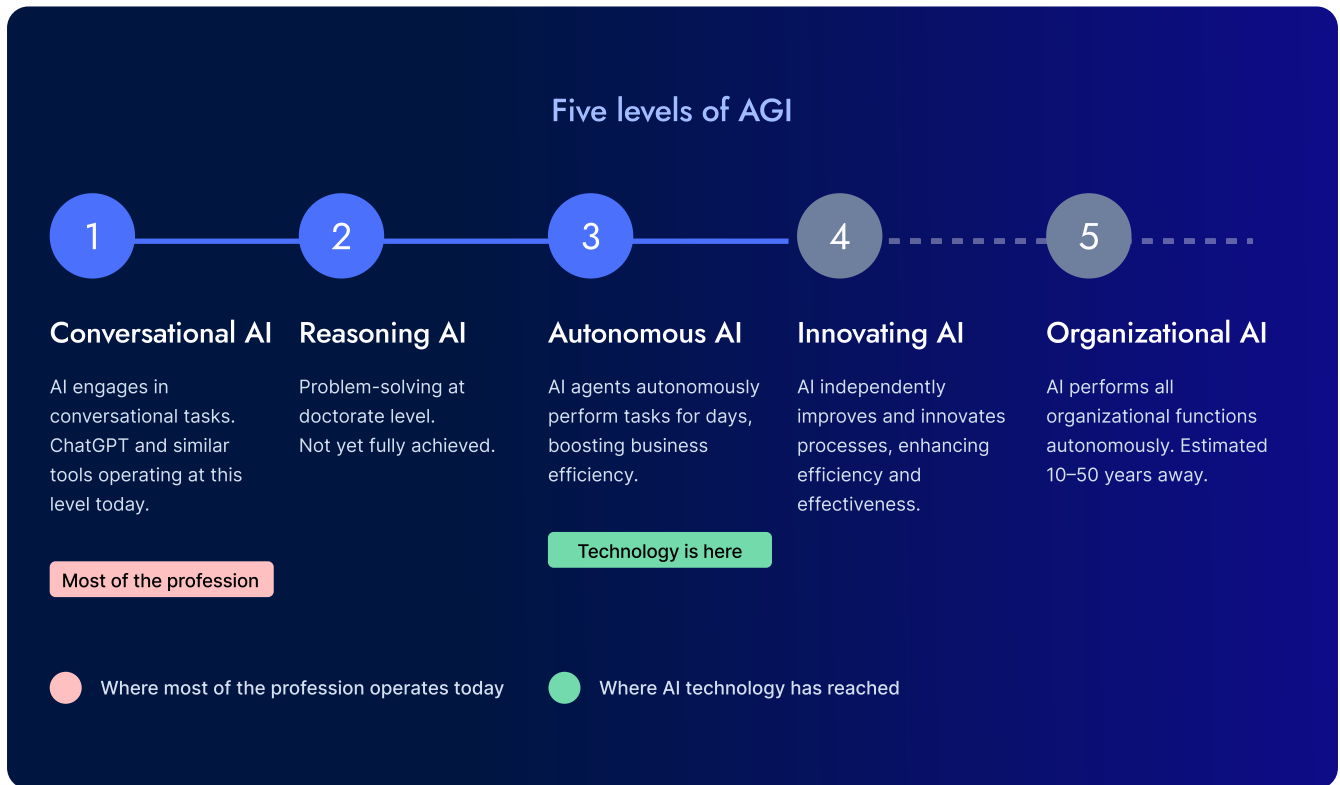 Five levels of AGI
1
2
3
4
5
Conversational AI
AI engages in
conversational tasks.
ChatGPT and similar
tools operating at this
level today.
Most of the profession
Reasoning AI
Problem-solving at
doctorate level.
Not yet fully achieved.
Autonomous AI
AI agents autonomously
perform tasks for days,
boosting business
efficiency.
Technology is here
Innovating AI
AI independently
improves and innovates
processes, enhancing
efficiency and
effectiveness.
Organizational AI
AI performs all
organizational functions
autonomously. Estimated
10–50 years away.
Where most of the profession operates today
Where AI technology has reached